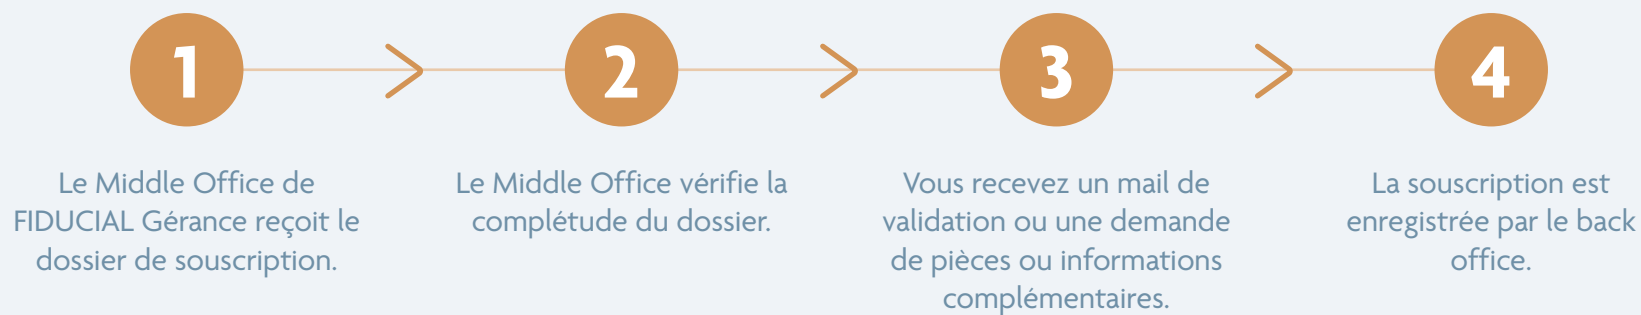 1
2
3
4
Le Middle Office de
FIDUCIAL Gérance reçoit le
dossier de souscription.
Le Middle Office vérifie la
complétude du dossier.
Vous recevez un mail de
validation ou une demande
de pièces ou informations
complémentaires.
La souscription est
enregistrée par le back
office.